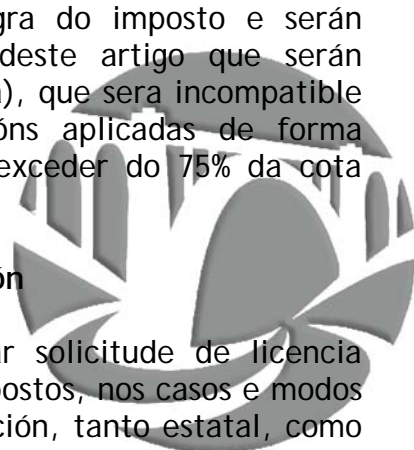 gra do imposto e serán
deste artigo que serán
), que sera incompatible
óns aplicadas de forma
exceder do 75% da cota
ón
ar solicitude de licencia
postos, nos casos e modos
ción, tanto estatal, como